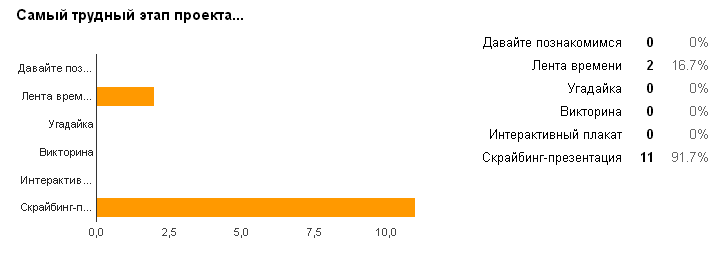 Самый трудный этап проекта...
Давайте поз...
Лента врем...
Угадайка
Викторина
Интерактив...
Скрайбинг-п...
0,0 2,5 5,0 7,5 10,0
Давайте познакомимся 0 0%
Лента времени 2 16.7%
Угадайка 0 0%
Викторина 0 0%
Интерактивный плакат 0 0%
Скрайбинг-презентация 11 91.7%